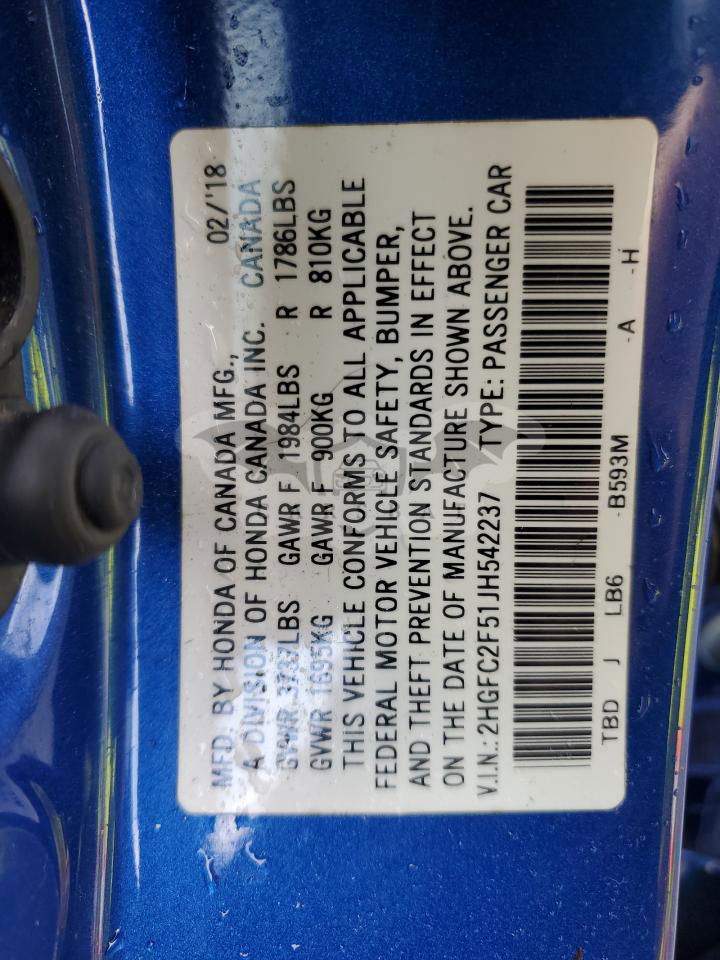 02/'18
MFD. BY HONDA OF CANADA MFG.,
A DIVISION OF HONDA CANADA INC. CANADA
GVWR 3737LBS GAWR F 1984LBS R 1786LBS
GVWR 1695KG GAWR F 900KG R 810KG
THIS VEHICLE CONFORMS TO ALL APPLICABLE
FEDERAL MOTOR VEHICLE SAFETY, BUMPER,
AND THEFT PREVENTION STANDARDS IN EFFECT
ON THE DATE OF MANUFACTURE SHOWN ABOVE.
V.I.N.: 2HGFC2F51JH542237 TYPE: PASSENGER CAR
TBD J LB6 -B593M -A -H